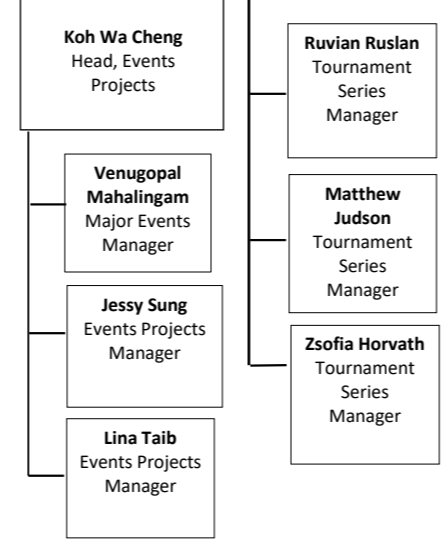 Koh Wa Cheng
Head, Events
Projects
Venugopal
Mahalingam
Major Events
Manager
Jessy Sung
Events Projects
Manager
Lina Taib
Events Projects
Manager
Ruvian Ruslan
Tournament
Series
Manager
Matthew
Judson
Tournament
Series
Manager
Zsofia Horvath
Tournament
Series
Manager